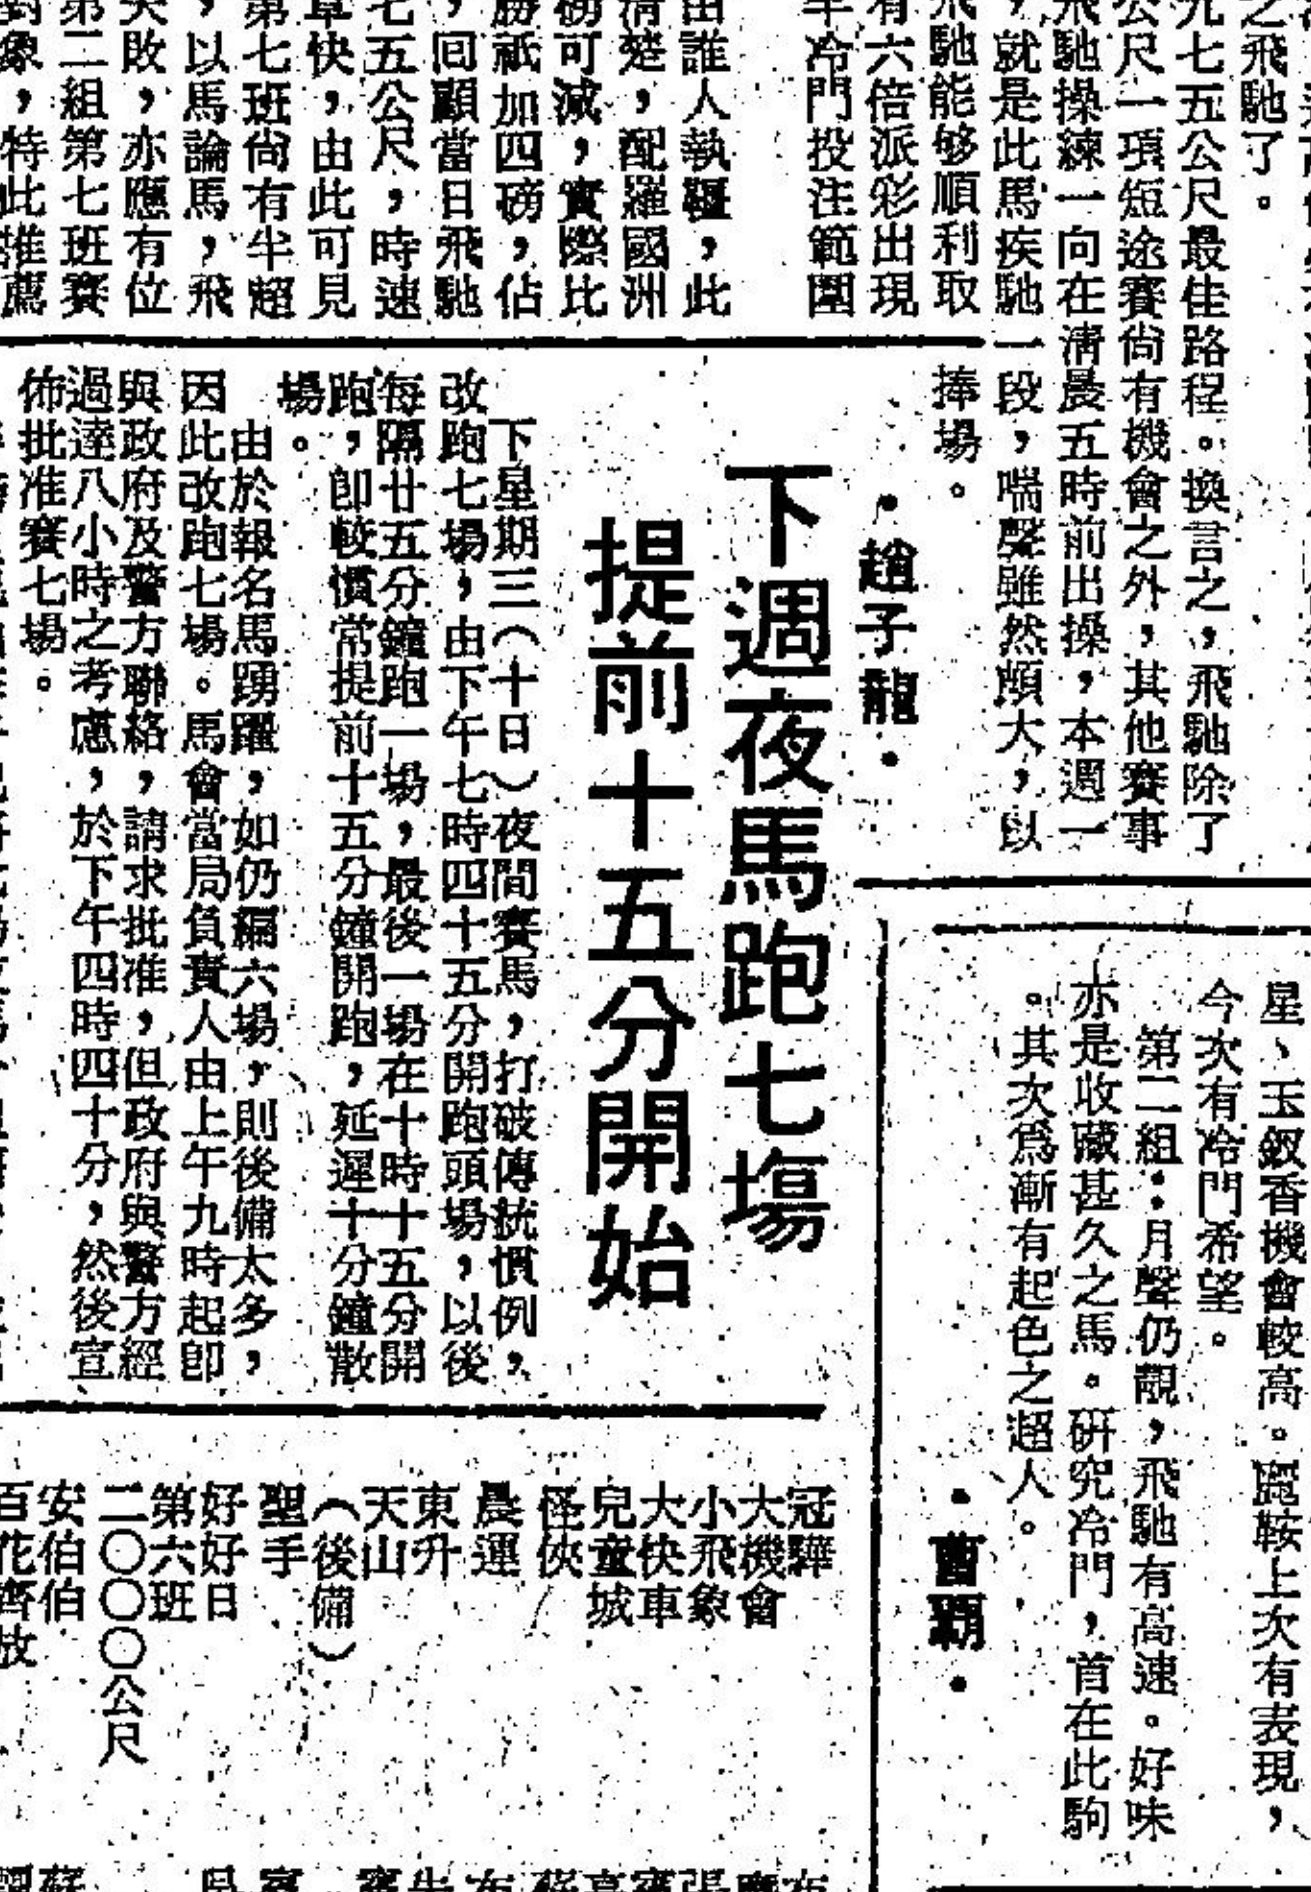 之飛馳了。
九七五公尺最佳路程。換言之,飛馳除了
公尺一項短途賽尚有機會之外,其他賽事
飛馳操練一向在清晨五時前出操,本週一
,就是此馬疾馳一段,喘聲雖然頗大,以
飛馳能够順利取
捧場。
有六倍派彩出現
半冷門投注範圍
·趙子龍·
由誰人執韁,此
清楚,配羅國洲
磅可減,實際比
勝祇加四磅,佔
,回顧當日飛馳
七五公尺,時速
草快,由此可見
第七班尚有半超
,以馬論馬,飛
失敗,亦應有位
第二組第七班賽
對象,特此推薦
下週夜馬跑七場
提前十五分開始
下星期三(十日)夜間賽馬,打破傳統慣例,
改跑七場,由下午七時四十五分開跑頭場,以後
每隔廿五分鐘跑一場,最後一場在十時十五分開
跑,卽較慣常提前十五分鐘開跑,延遲十分鐘散
場。
由於報名馬踴躍,如仍編六場,則後備太多,
因此改跑七場。馬會當局負責人由上午九時起卽
與政府及警方聯絡,請求批准,但政府與警方經
過達八小時之考慮,於下午四時四十分,然後宣
佈批准賽七場。
星、玉釵香機會較高。寶鞍上次有表現,
今次有冷門希望。
第二組:月聲仍靚,飛馳有高速。好味
亦是收藏甚久之馬。研究冷門,首在此駒
。其次爲漸有起色之超人。
·曹覇·
冠驊
大機會
小飛象
大快車
兒童城
怪俠
晨運
東升
天山
(後備)
聖手
好好日
第六班
二〇〇〇公尺
安伯伯
百花齊放